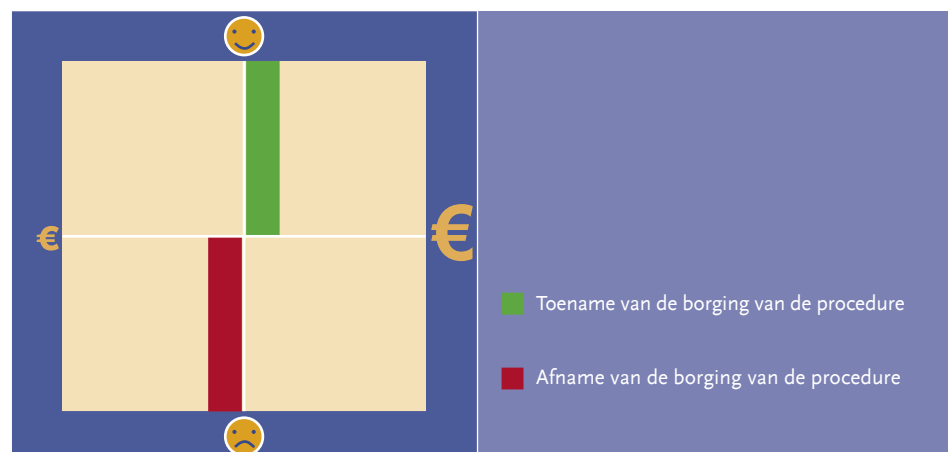 €
€
Toename van de borging van de procedure
Afname van de borging van de procedure